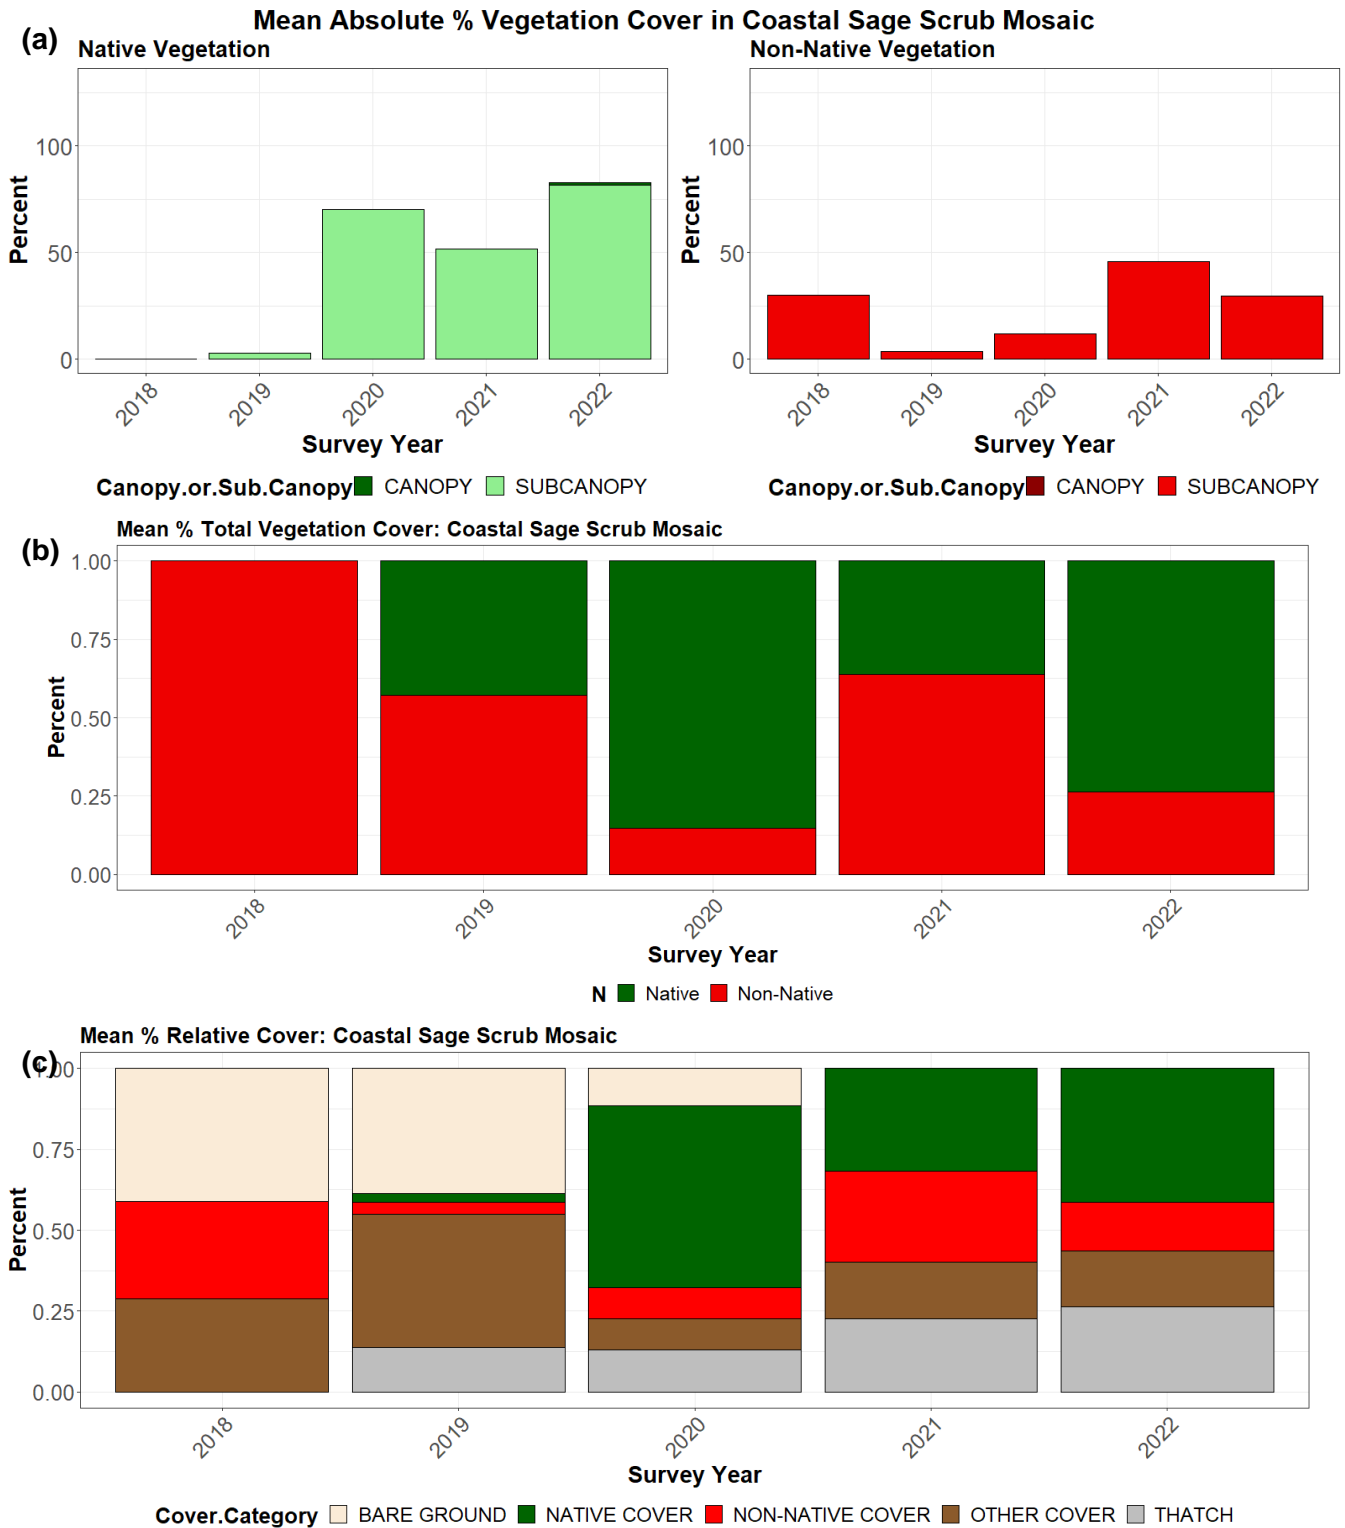 Mean Absolute % Vegetation Cover in Coastal Sage Scrub Mosaic
(a)
Native Vegetation
Non-Native Vegetation
Percent
100
50
0
2018 2019 2020 2021 2022
Survey Year
Canopy.or.Sub.Canopy CANOPY SUBCANOPY
Percent
100
50
0
2018 2019 2020 2021 2022
Survey Year
Canopy.or.Sub.Canopy CANOPY SUBCANOPY
(b)
Mean % Total Vegetation Cover: Coastal Sage Scrub Mosaic
Percent
1.00
0.75
0.50
0.25
0.00
2018 2019 2020 2021 2022
Survey Year
N Native Non-Native
Mean % Relative Cover: Coastal Sage Scrub Mosaic
(c)
Percent
1.00
0.75
0.50
0.25
0.00
2018 2019 2020 2021 2022
Survey Year
Cover.Category BARE GROUND NATIVE COVER NON-NATIVE COVER OTHER COVER THATCH